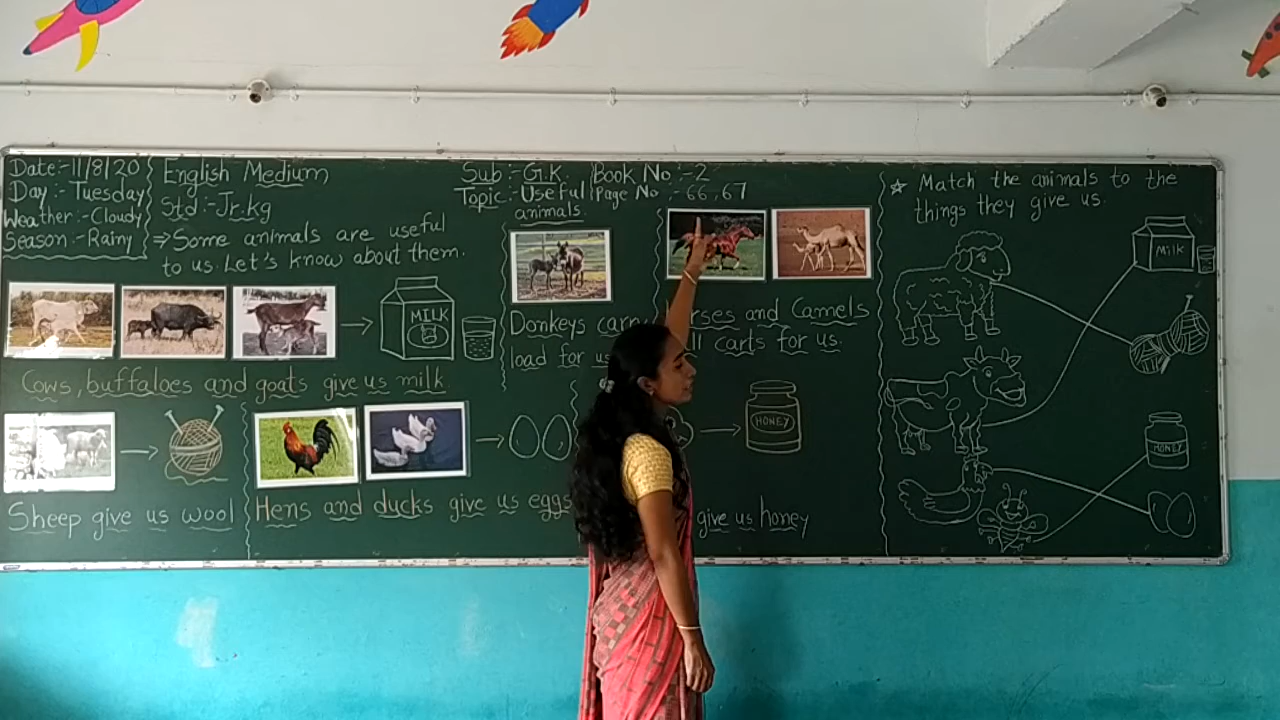 Date:-11/8/20
Day:-Tuesday
Weather:-Cloudy
Season:-Rainy
English Medium
Std:-Jr.kg
Sub:-G.K.
Topic:-Useful
animals.
Book No:-2
Page No:-66,67
⇒Some animals are useful
to us. Let's know about them.
MILK
Cows, buffaloes and goats give us milk.
Sheep give us wool
Hens and ducks give us eggs
Donkeys
load for us
and Camels
carts for us.
HONEY
give us honey
☆ Match the animals to the
things they give us.
MILK
HONEY